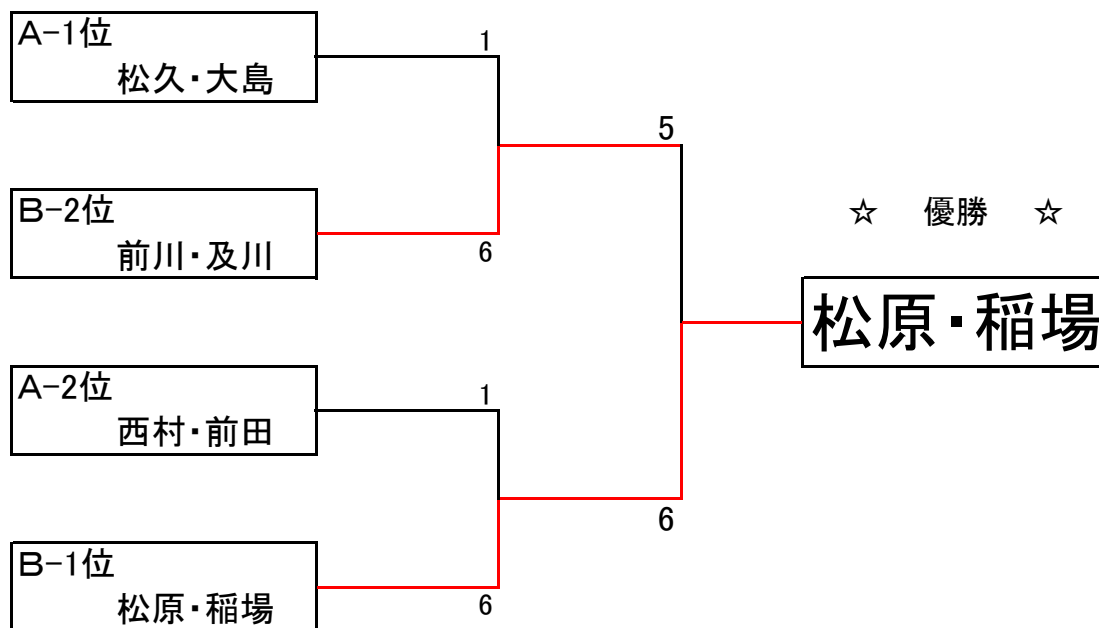 A-1位
松久・大島
1
5
B-2位
前川・及川
6
☆ 優勝 ☆
松原・稲場
A-2位
西村・前田
1
6
B-1位
松原・稲場
6